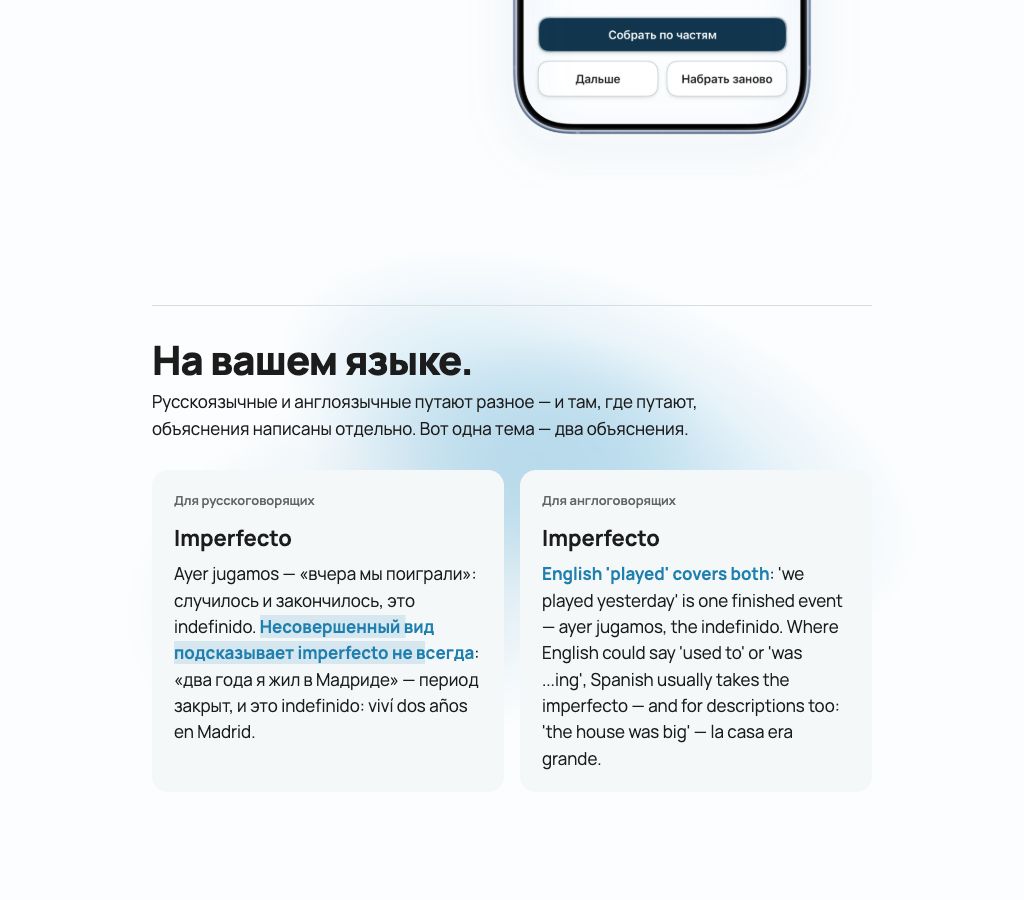 Собрать по частям
Дальше
Набрать заново
На вашем языке.
Русскоязычные и англоязычные путают разное — и там, где путают,
объяснения написаны отдельно. Вот одна тема — два объяснения.
Для русскоговорящих
Imperfecto
Ayer jugamos — «вчера мы поиграли»:
случилось и закончилось, это
indefinido. Несовершенный вид
подсказывает imperfecto не всегда:
«два года я жил в Мадриде» — период
закрыт, и это indefinido: viví dos años
en Madrid.
Для англоговорящих
Imperfecto
English 'played' covers both: 'we
played yesterday' is one finished event
— ayer jugamos, the indefinido. Where
English could say 'used to' or 'was
...ing', Spanish usually takes the
imperfecto — and for descriptions too:
'the house was big' — la casa era
grande.